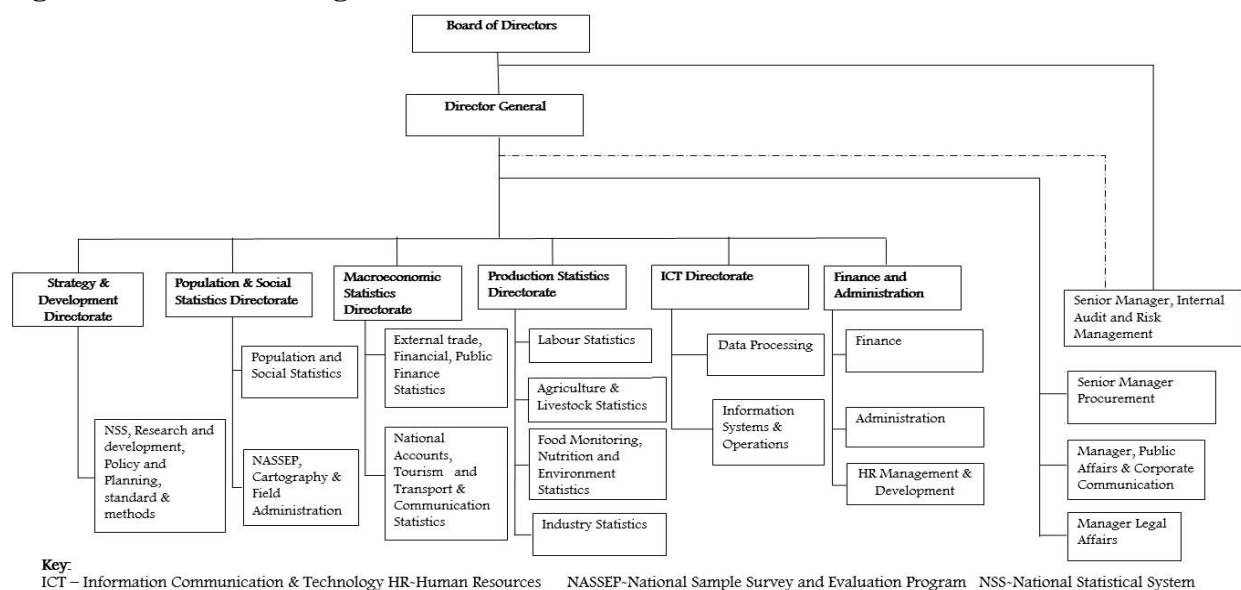 Board of Directors
Director General
Strategy &
Development
Directorate
Population & Social
Statistics Directorate
Macroeconomic
Statistics
Directorate
Production Statistics
Directorate
ICT Directorate
Finance and
Administration
Senior Manager, Internal
Audit and Risk
Management
NSS, Research and
development,
Policy and
Planning,
standard &
methods
Population and
Social Statistics
NASSEP,
Cartography &
Field
Administration
External trade,
Financial, Public
Finance
Statistics
National
Accounts,
Tourism and
Transport &
Communication
Statistics
Labour Statistics
Agriculture &
Livestock Statistics
Food Monitoring,
Nutrition and
Environment
Statistics
Industry Statistics
Data Processing
Information
Systems &
Operations
Finance
Administration
HR Management &
Development
Senior Manager
Procurement
Manager, Public
Affairs & Corporate
Communication
Manager Legal
Affairs
Key:
ICT – Information Communication & Technology HR-Human Resources NASSEP-National Sample Survey and Evaluation Program NSS-National Statistical System